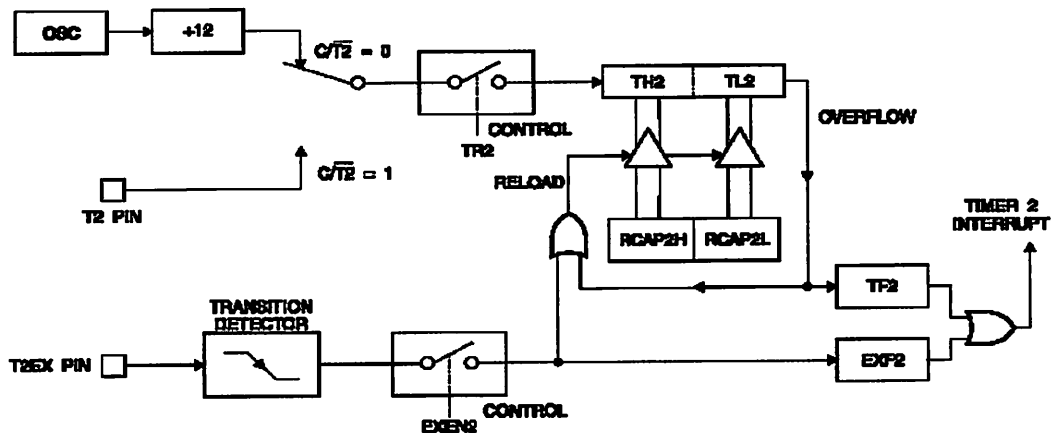 OSC
÷12
C/T2̅ = 0
TH2
TL2
OVERFLOW
CONTROL
TR2
C/T2̅ = 1
T2 PIN
RELOAD
RCAP2H
RCAP2L
TIMER 2
INTERRUPT
TRANSITION
DETECTOR
TF2
T2EX PIN
EXF2
CONTROL
EXEN2